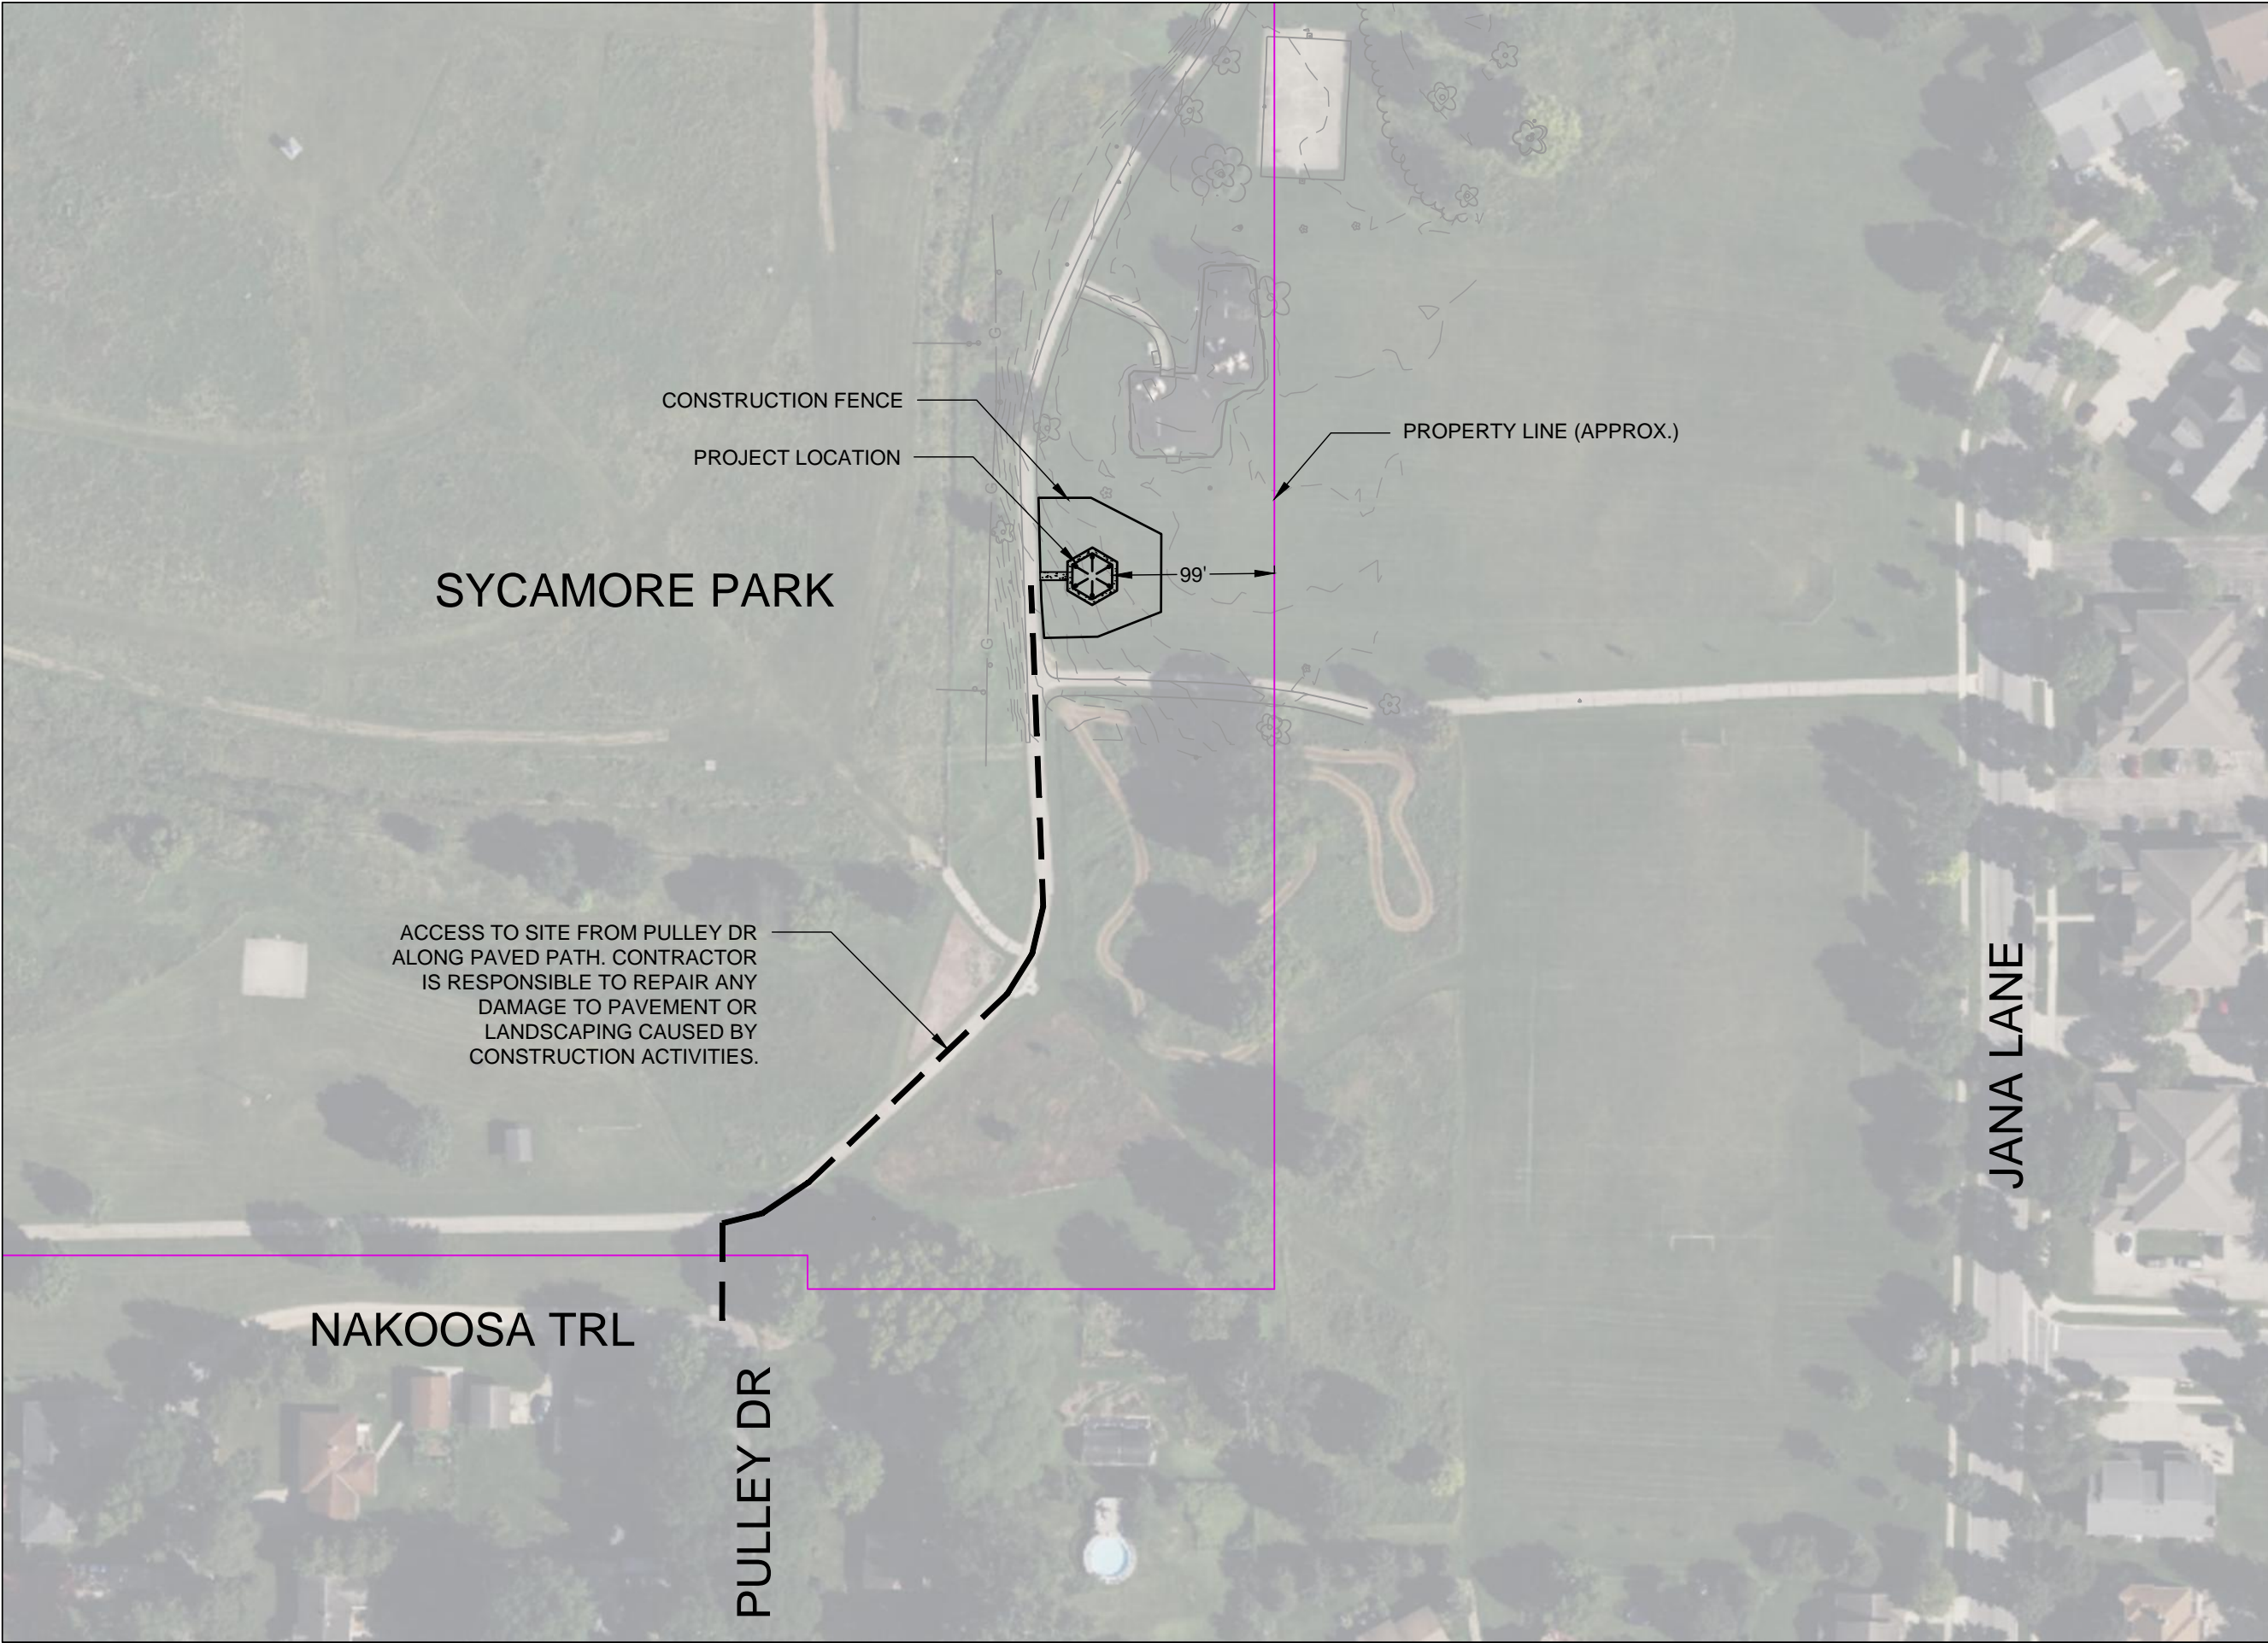 CONSTRUCTION FENCE
PROPERTY LINE (APPROX.)
PROJECT LOCATION
SYCAMORE PARK
99'
G
G
G
ACCESS TO SITE FROM PULLEY DR
ALONG PAVED PATH. CONTRACTOR
IS RESPONSIBLE TO REPAIR ANY
DAMAGE TO PAVEMENT OR
LANDSCAPING CAUSED BY
CONSTRUCTION ACTIVITIES.
JANA LANE
NAKOOSA TRL
PULLEY DR